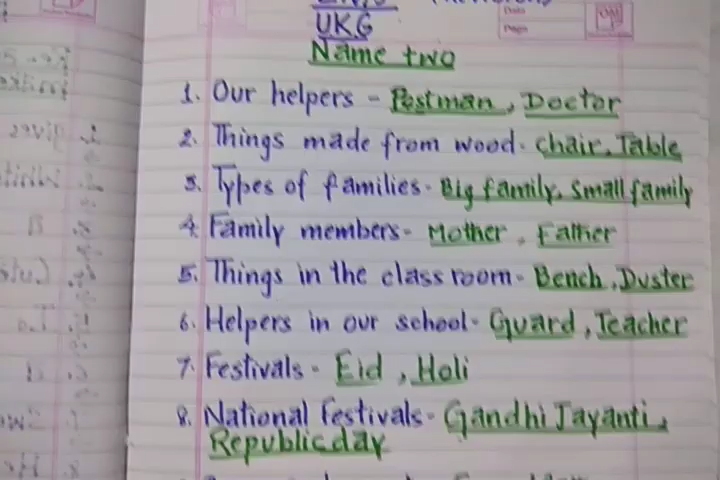 UKG
Name two
1. Our helpers - Postman, Doctor
2. Things made from wood- Chair, Table
3. Types of families- Big family, Small family
4. Family members- Mother, Father
5. Things in the class room- Bench, Duster
6. Helpers in our school- Guard, Teacher
7. Festivals- Eid, Holi
8. National Festivals- Gandhi Jayanti,
Republic day